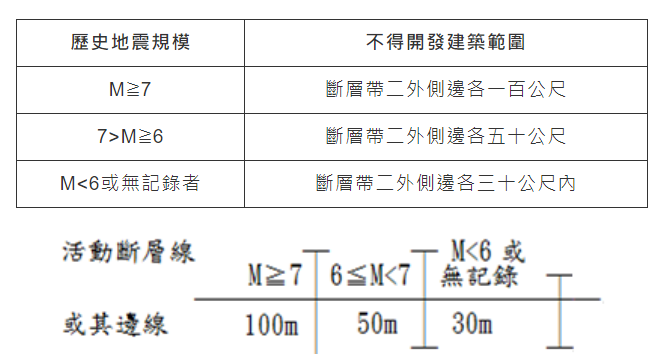 歷史地震規模 不得開發建築範圍
M≧7 斷層帶二外側邊各一百公尺
7>M≧6 斷層帶二外側邊各五十公尺
M<6或無記錄者 斷層帶二外側邊各三十公尺內
活動斷層線 M≧7 6≦M<7 M<6 或
無記錄
或其邊線 100m 50m 30m